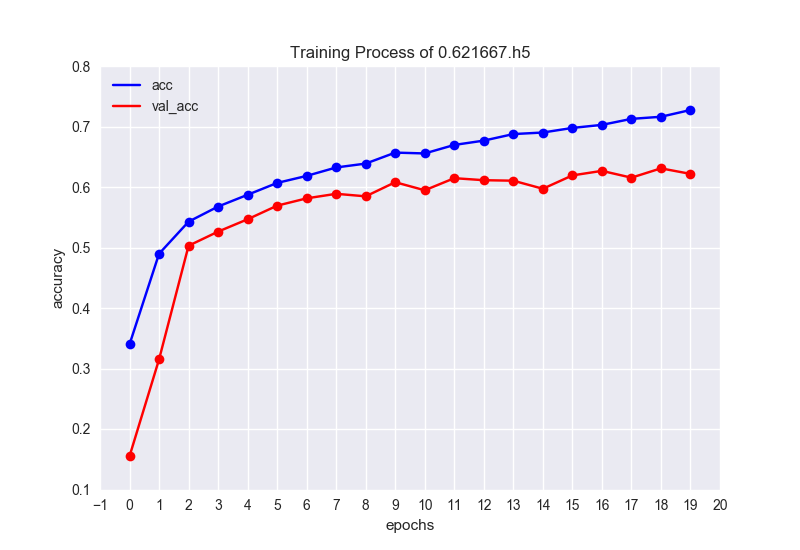 Training Process of 0.621667.h5
acc
val_acc
0.8
0.7
0.6
0.5
0.4
0.3
0.2
0.1
accuracy
−1 0 1 2 3 4 5 6 7 8 9 10 11 12 13 14 15 16 17 18 19 20
epochs